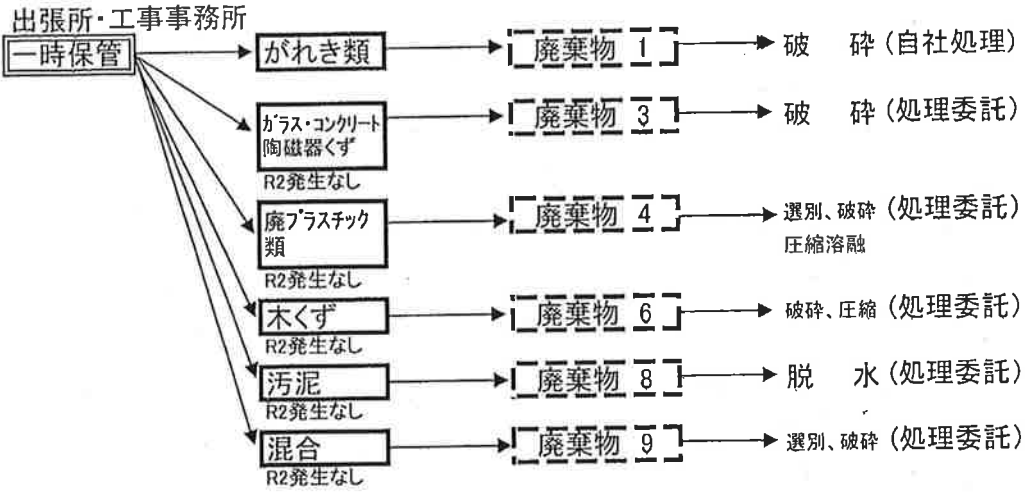 出張所・工事事務所
一時保管
がれき類
廃棄物 1
破 砕 (自社処理)
ガラス・コンクリート
陶磁器くず
R2発生なし
廃棄物 3
破 砕 (処理委託)
廃プラスチック
類
R2発生なし
廃棄物 4
選別、破砕 (処理委託)
圧縮溶融
木くず
R2発生なし
廃棄物 6
破砕、圧縮 (処理委託)
汚泥
R2発生なし
廃棄物 8
脱 水 (処理委託)
混合
R2発生なし
廃棄物 9
選別、破砕 (処理委託)